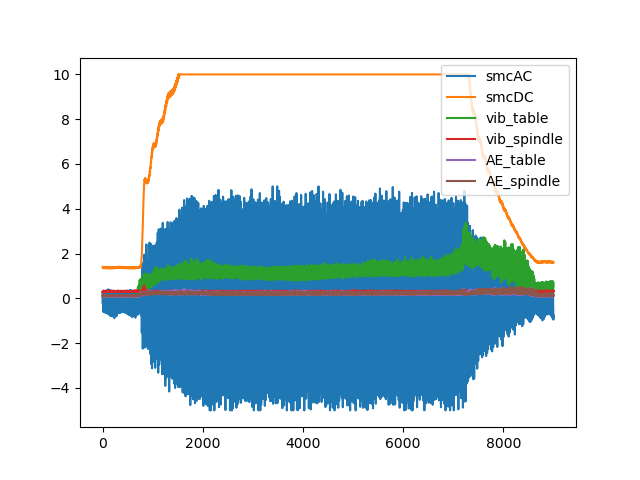 10
8
6
4
2
0
−2
−4
0
2000
4000
6000
8000
smcAC
smcDC
vib_table
vib_spindle
AE_table
AE_spindle